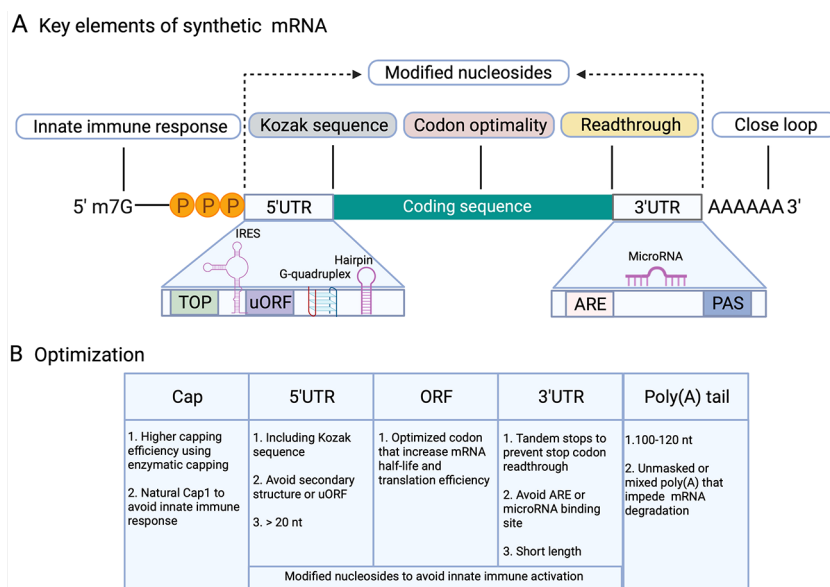 A Key elements of synthetic mRNA
Modified nucleosides
Innate immune response
Kozak sequence
Codon optimality
Readthrough
Close loop
5' m7G
P P P
5'UTR
Coding sequence
3'UTR
AAAAAA 3'
IRES
Hairpin
G-quadruplex
TOP
uORF
MicroRNA
ARE
PAS
B Optimization
Cap
5'UTR
ORF
3'UTR
Poly(A) tail
1. Higher capping
efficiency using
enzymatic capping
2. Natural Cap1 to
avoid innate immune
response
1. Including Kozak
sequence
2. Avoid secondary
structure or uORF
3. > 20 nt
1. Optimized codon
that increase mRNA
half-life and
translation efficiency
1. Tandem stops to
prevent stop codon
readthrough
2. Avoid ARE or
microRNA binding
site
3. Short length
1.100-120 nt
2. Unmasked or
mixed poly(A) that
impede mRNA
degradation
Modified nucleosides to avoid innate immune activation